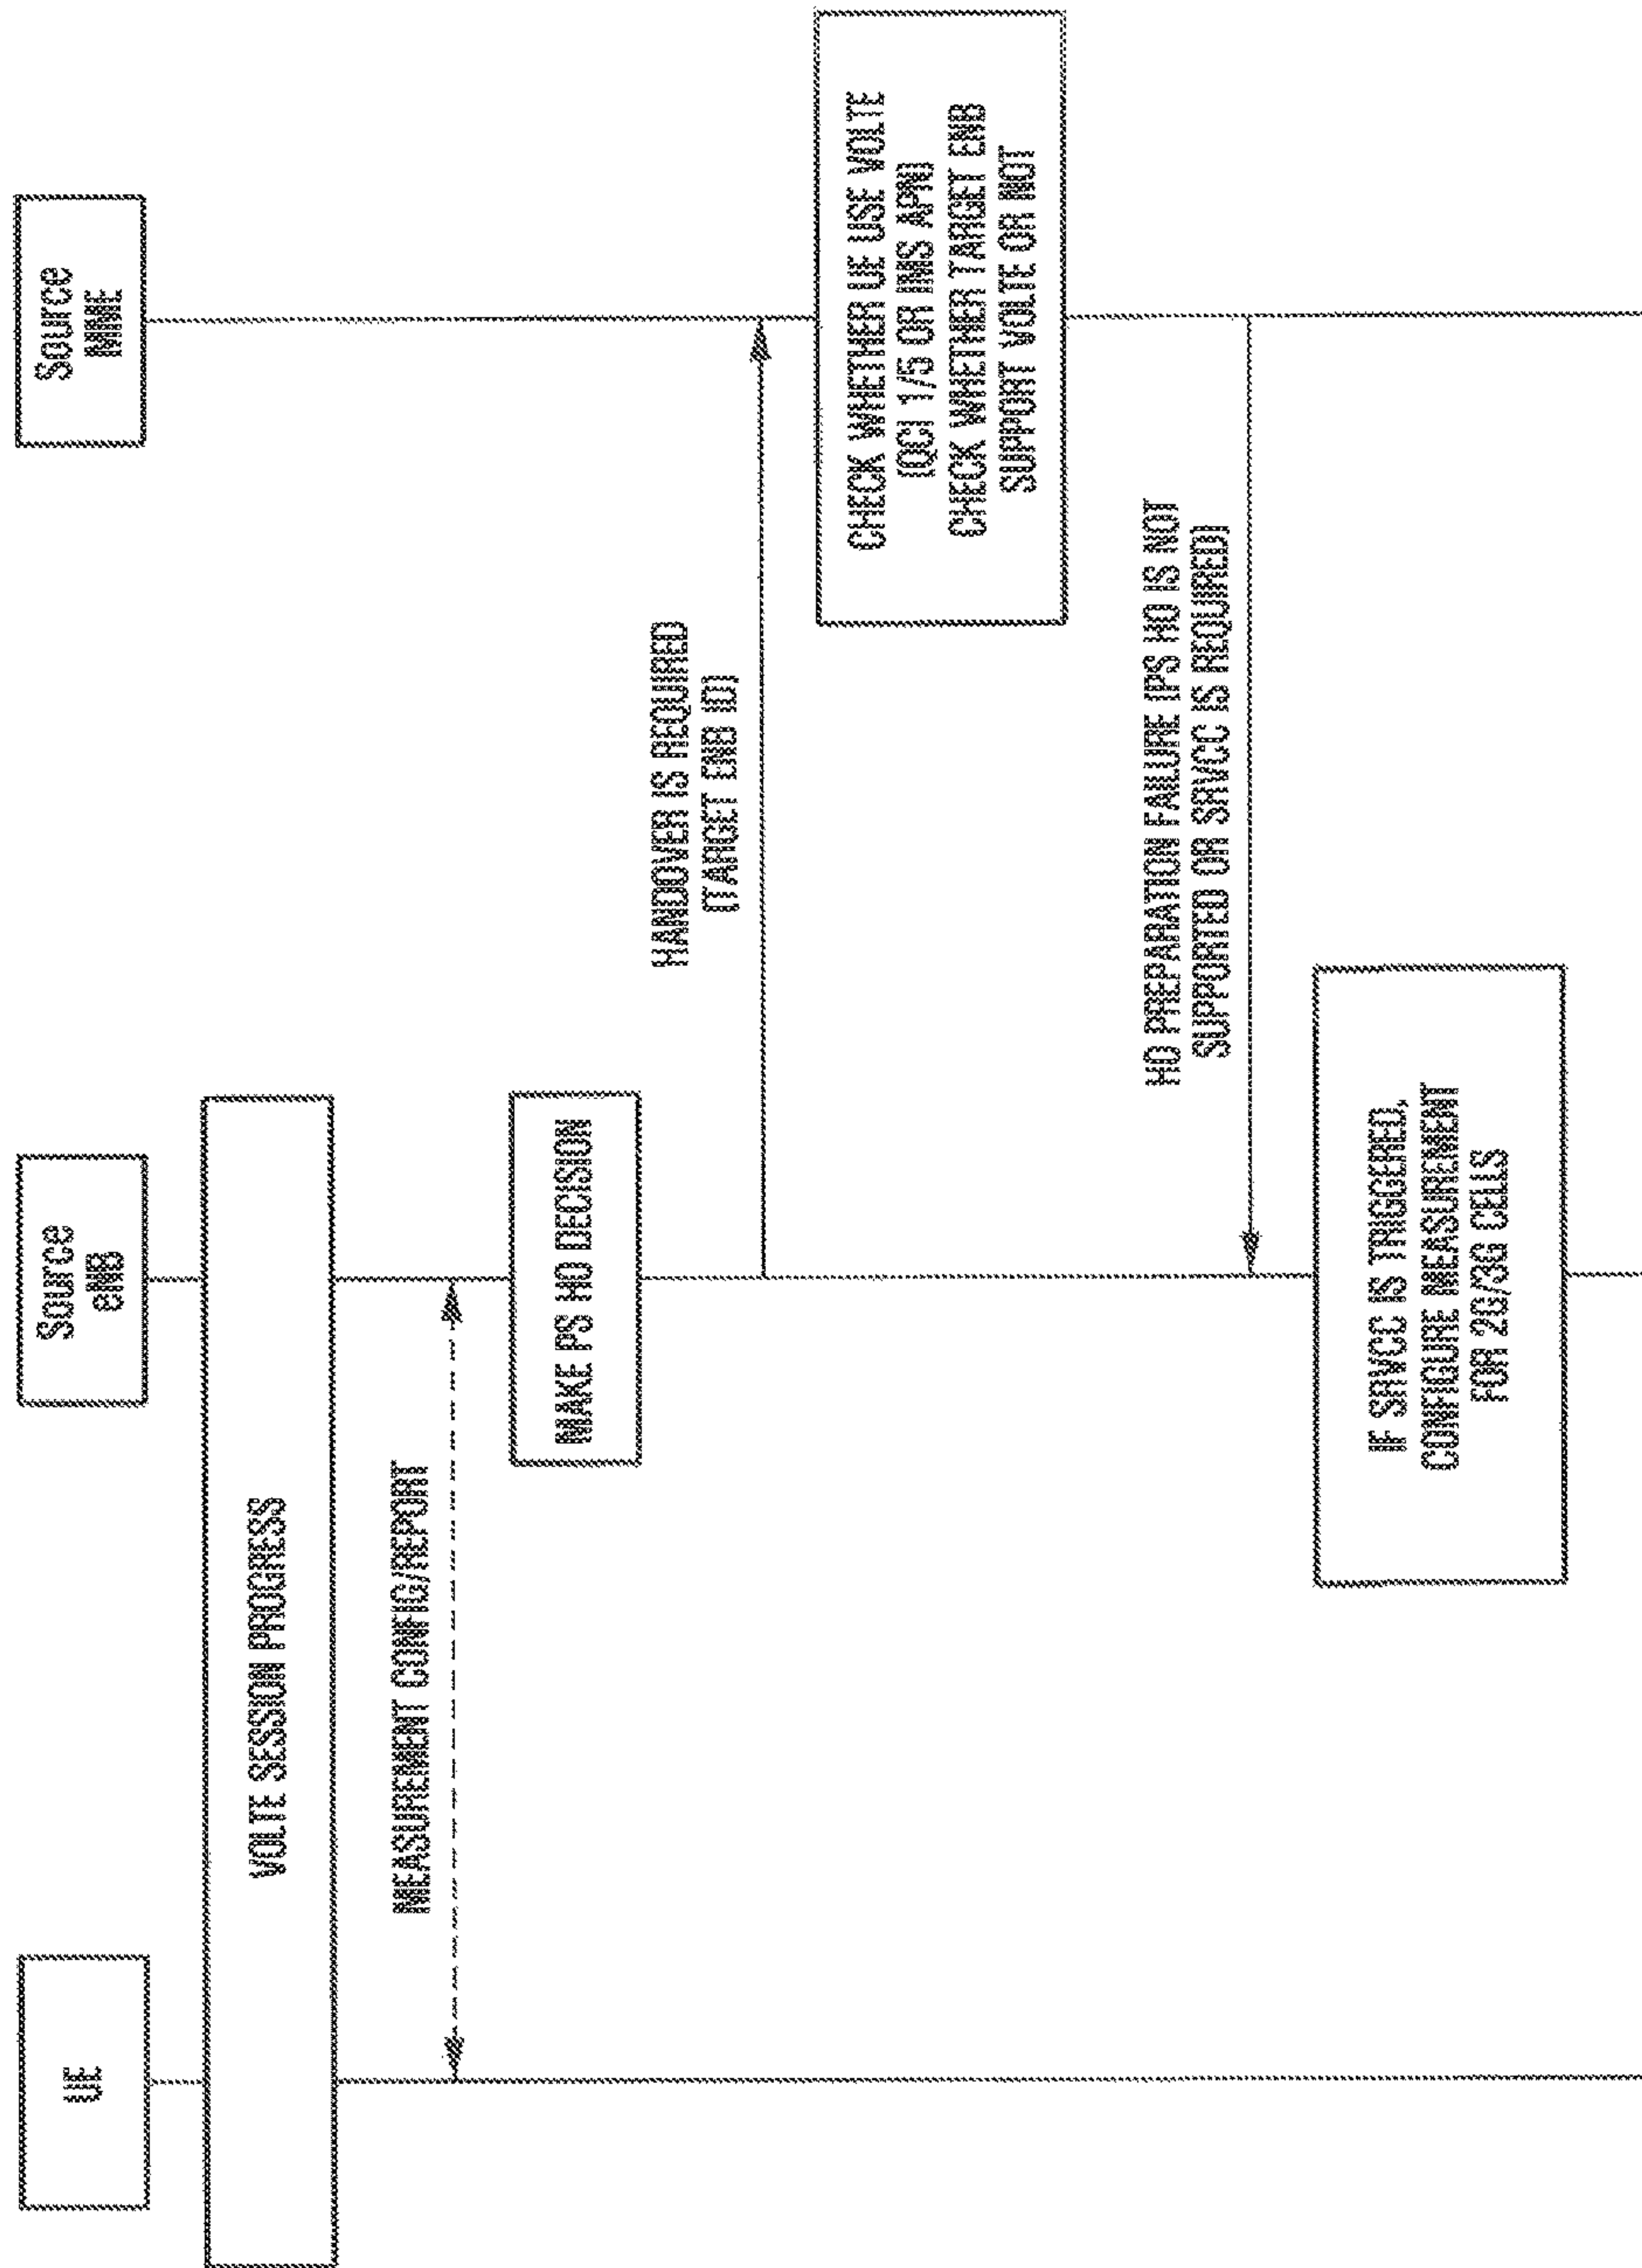 UE
Source
eNB
Source
MME
VOLTE SESSION PROGRESS
MEASUREMENT CONFIG/REPORT
MAKE PS HO DECISION
HANDOVER IS REQUIRED
(TARGET ENB ID)
CHECK WHETHER UE USE VOLTE
(QCI 1/5 OR IMS APN)
CHECK WHETHER TARGET ENB
SUPPORT VOLTE OR NOT
HO PREPARATION FAILURE (PS HO IS NOT
SUPPORTED OR SRVCC IS REQUIRED)
IF SRVCC IS TRIGGERED,
CONFIGURE MEASUREMENT
FOR 2G/3G CELLS